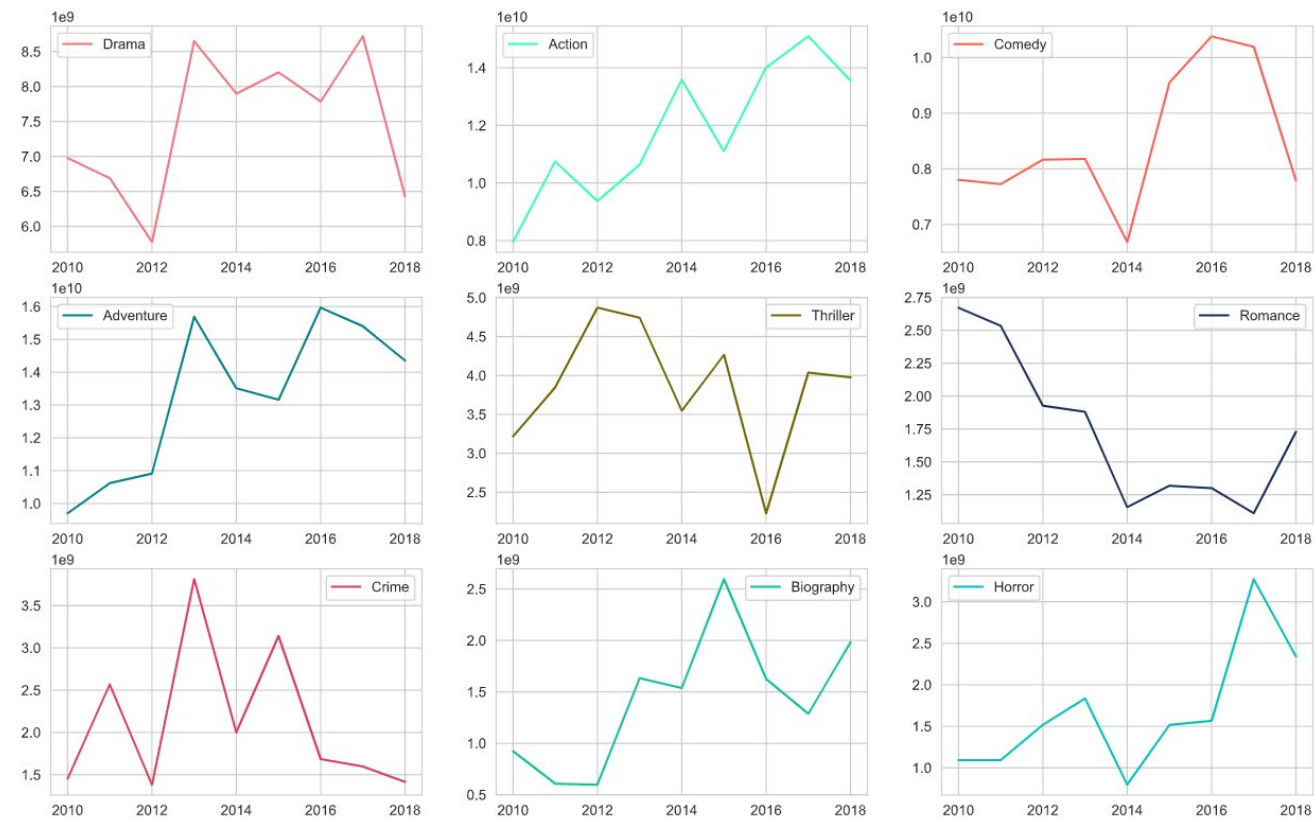 1e9
Drama
8.5
8.0
7.5
7.0
6.5
6.0
2010 2012 2014 2016 2018
1e10
Action
1.4
1.2
1.0
0.8
2010 2012 2014 2016 2018
1e10
Comedy
1.0
0.9
0.8
0.7
2010 2012 2014 2016 2018
1e10
Adventure
1.6
1.5
1.4
1.3
1.2
1.1
1.0
2010 2012 2014 2016 2018
1e9
Thriller
5.0
4.5
4.0
3.5
3.0
2.5
2010 2012 2014 2016 2018
1e9
Romance
2.75
2.50
2.25
2.00
1.75
1.50
1.25
2010 2012 2014 2016 2018
1e9
Crime
3.5
3.0
2.5
2.0
1.5
2010 2012 2014 2016 2018
1e9
Biography
2.5
2.0
1.5
1.0
0.5
2010 2012 2014 2016 2018
1e9
Horror
3.0
2.5
2.0
1.5
1.0
2010 2012 2014 2016 2018